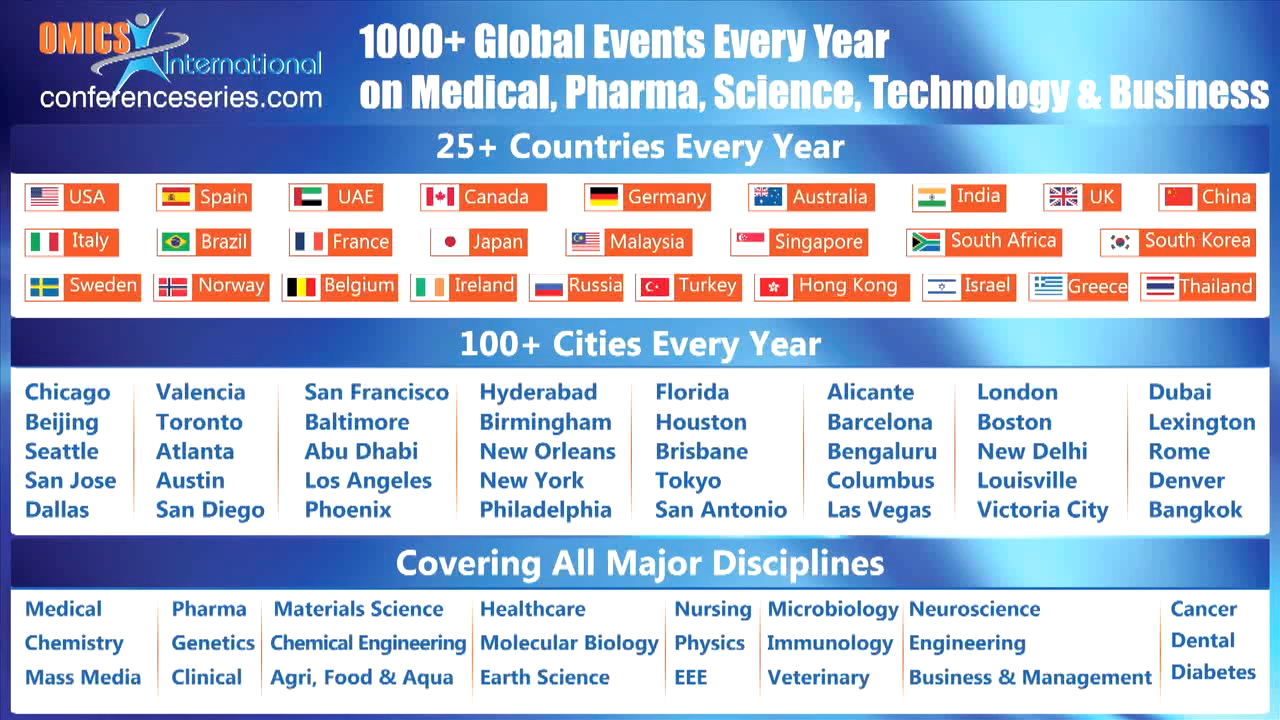 OMICS International
conferenceseries.com
1000+ Global Events Every Year
on Medical, Pharma, Science, Technology & Business
25+ Countries Every Year
USA Spain UAE Canada Germany Australia India UK China
Italy Brazil France Japan Malaysia Singapore South Africa South Korea
Sweden Norway Belgium Ireland Russia Turkey Hong Kong Israel Greece Thailand
100+ Cities Every Year
Chicago Valencia San Francisco Hyderabad Florida Alicante London Dubai
Beijing Toronto Baltimore Birmingham Houston Barcelona Boston Lexington
Seattle Atlanta Abu Dhabi New Orleans Brisbane Bengaluru New Delhi Rome
San Jose Austin Los Angeles New York Tokyo Columbus Louisville Denver
Dallas San Diego Phoenix Philadelphia San Antonio Las Vegas Victoria City Bangkok
Covering All Major Disciplines
Medical Pharma Materials Science Healthcare Nursing Microbiology Neuroscience Cancer
Chemistry Genetics Chemical Engineering Molecular Biology Physics Immunology Engineering Dental
Mass Media Clinical Agri, Food & Aqua Earth Science EEE Veterinary Business & Management Diabetes